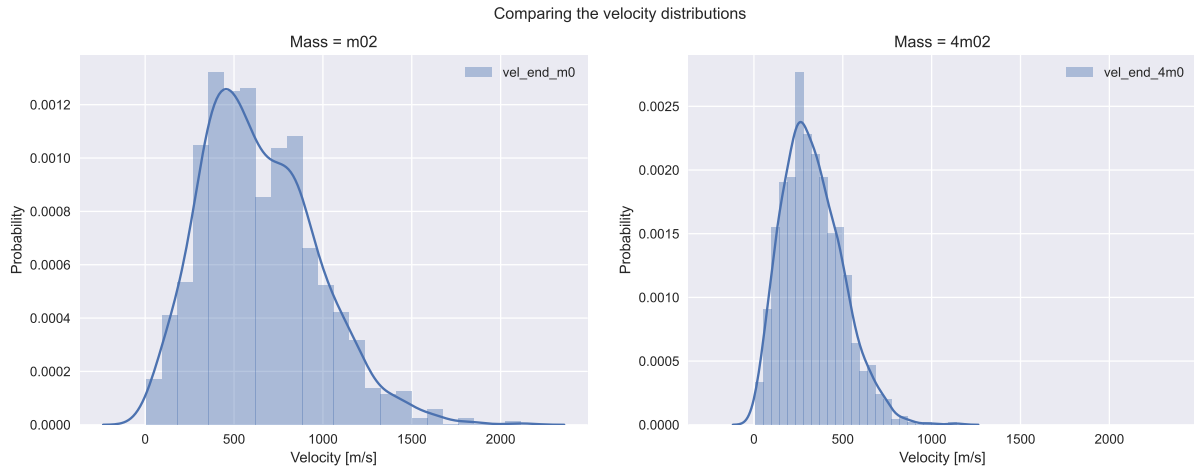 Comparing the velocity distributions
Mass = m02
vel_end_m0
0.0012
0.0010
0.0008
0.0006
0.0004
0.0002
0.0000
Probability
0
500
1000
1500
2000
Velocity [m/s]
Mass = 4m02
vel_end_4m0
0.0025
0.0020
0.0015
0.0010
0.0005
0.0000
Probability
0
500
1000
1500
2000
Velocity [m/s]